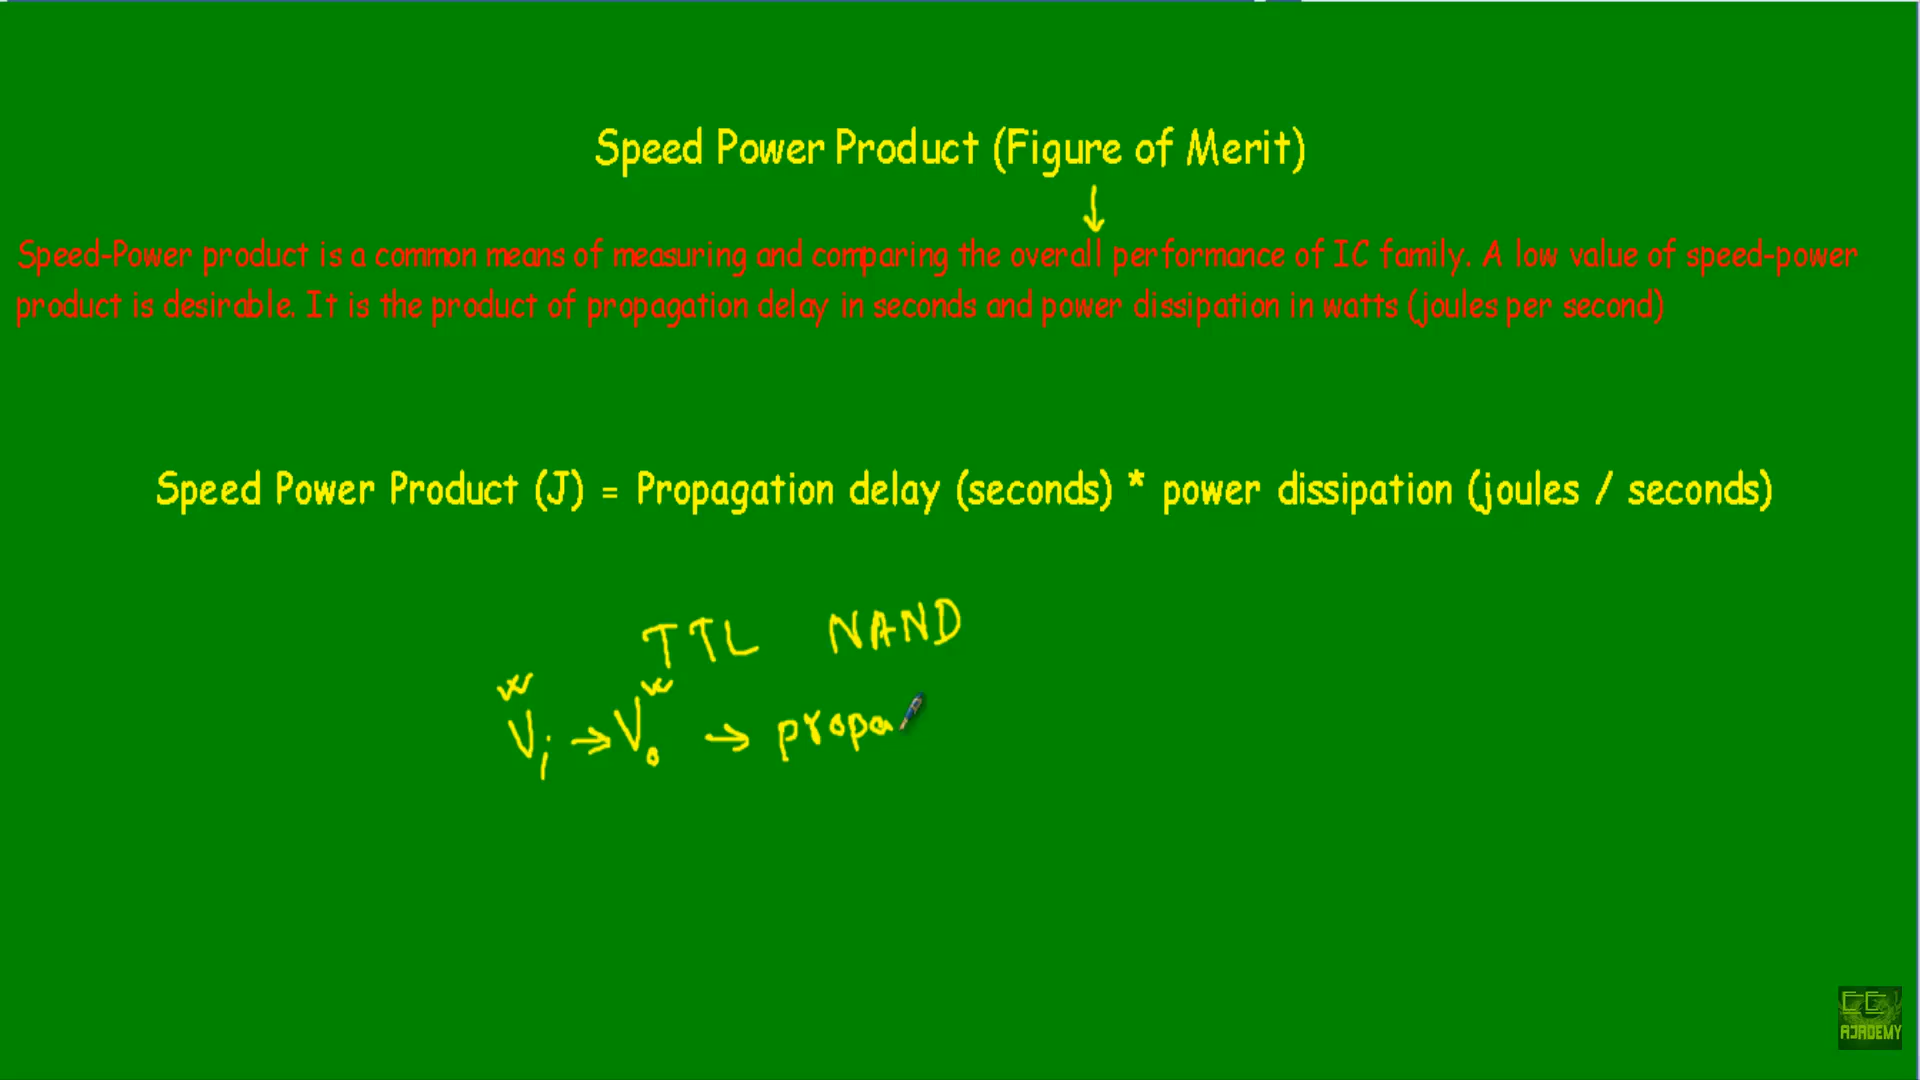 Speed Power Product (Figure of Merit)
Speed-Power product is a common means of measuring and comparing the overall performance of IC family. A low value of speed-power
product is desirable. It is the product of propagation delay in seconds and power dissipation in watts (joules per second)
Speed Power Product (J) = Propagation delay (seconds) * power dissipation (joules / seconds)
TTL NAND
Vi → Vo → propa
EE
ACADEMY